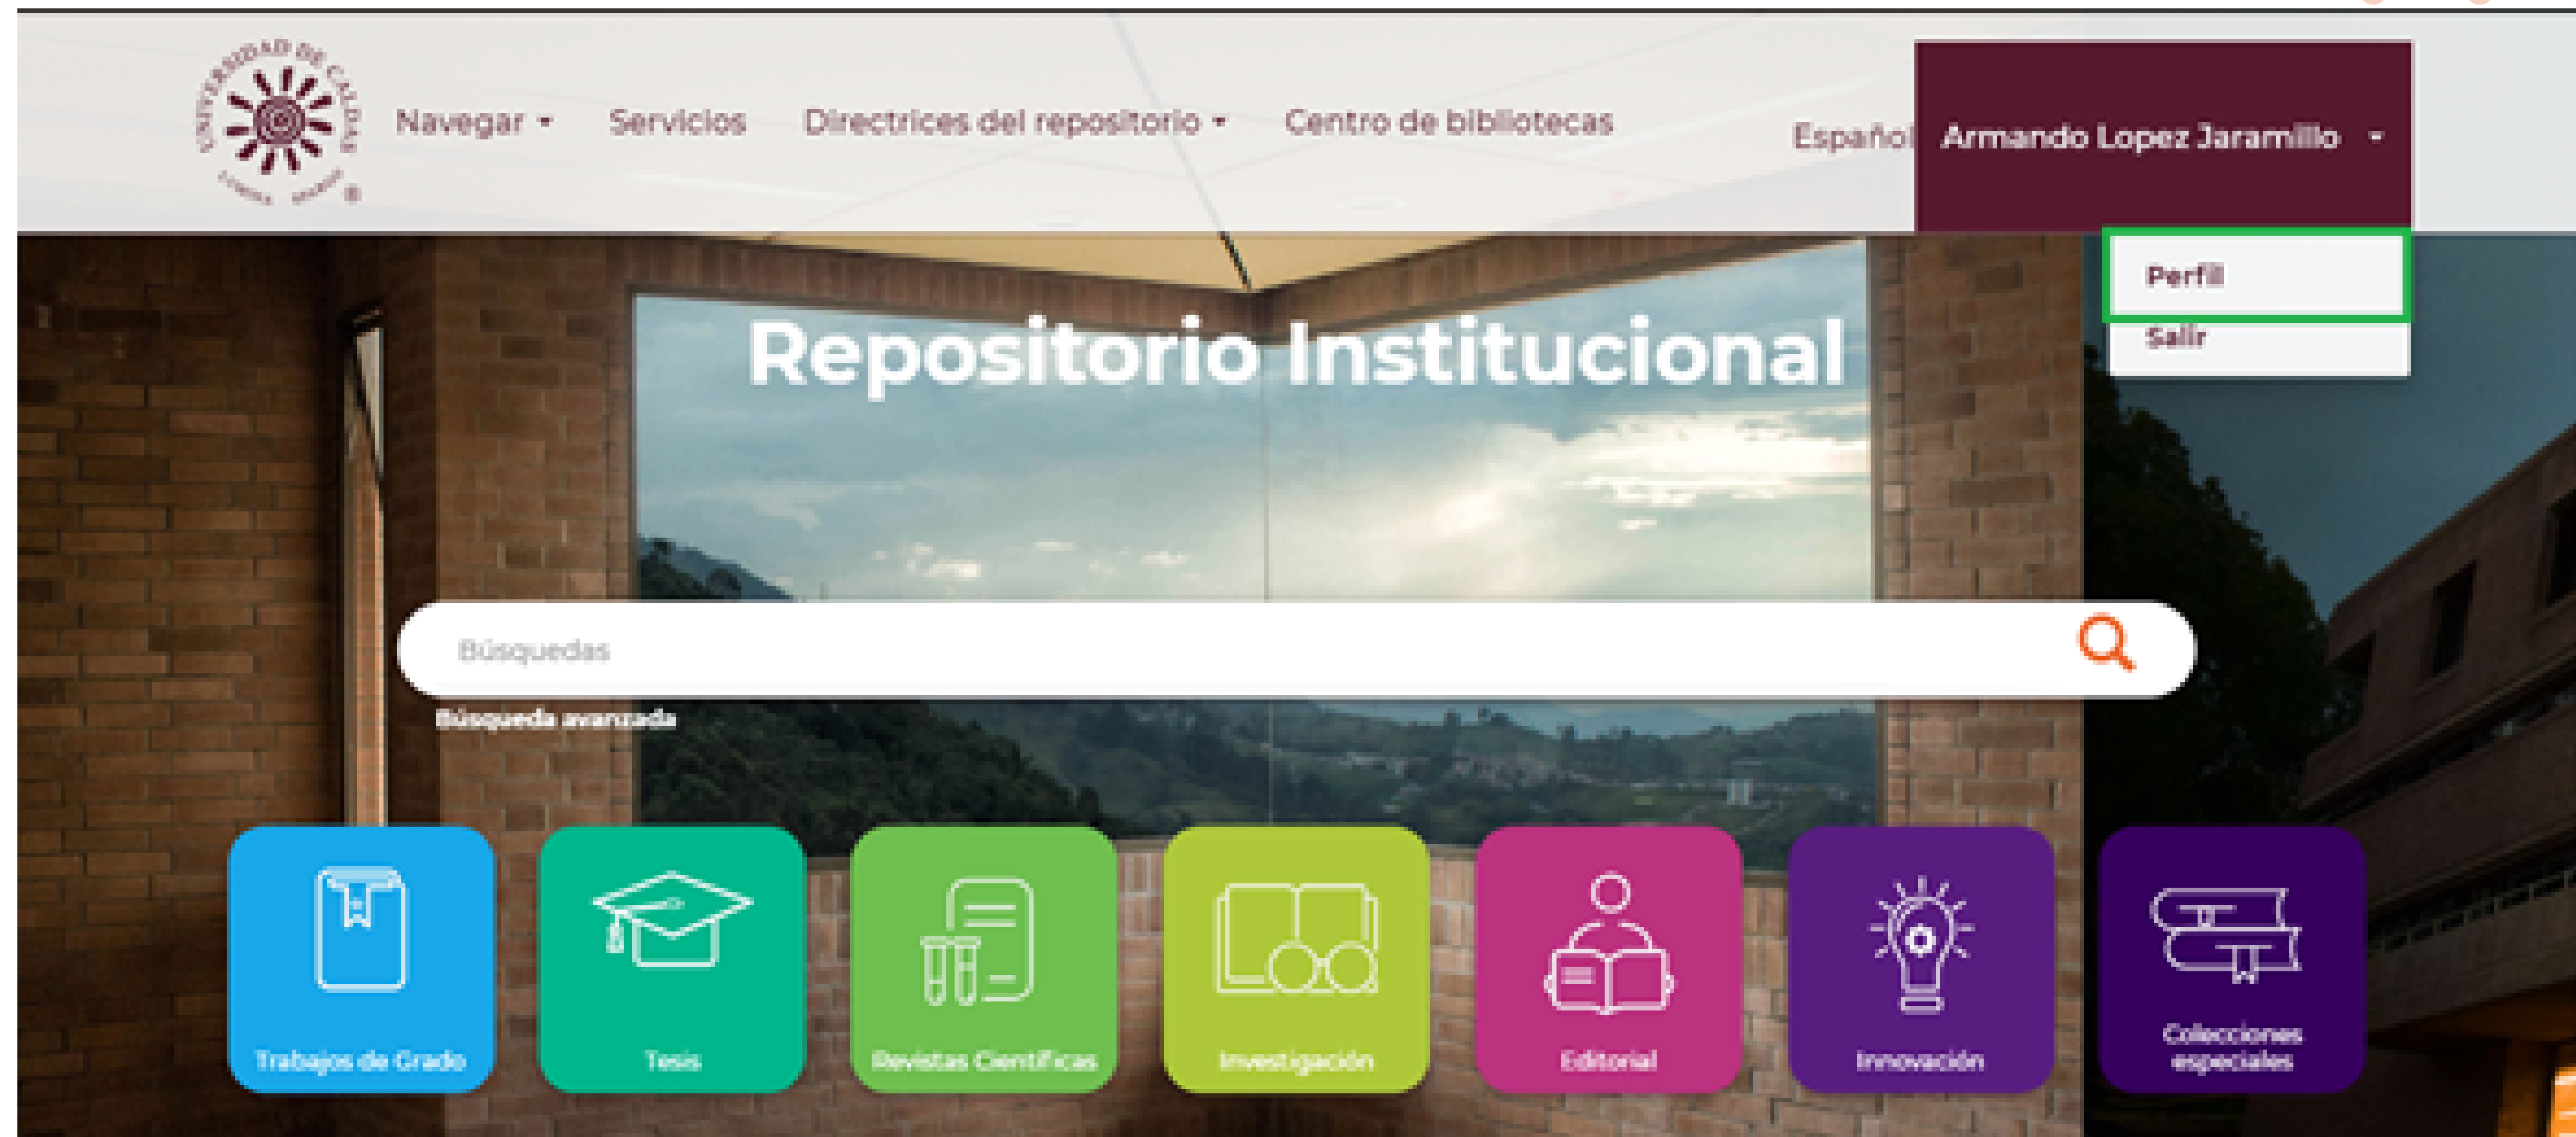 UNIVERSIDAD DE CALDAS
Navegar
Servicios
Directrices del repositorio
Centro de bibliotecas
Español
Armando Lopez Jaramillo
Perfil
Salir
Repositorio Institucional
Búsquedas
Búsqueda avanzada
Trabajos de Grado
Tesis
Revistas Científicas
Investigación
Editorial
Innovación
Colecciones
especiales